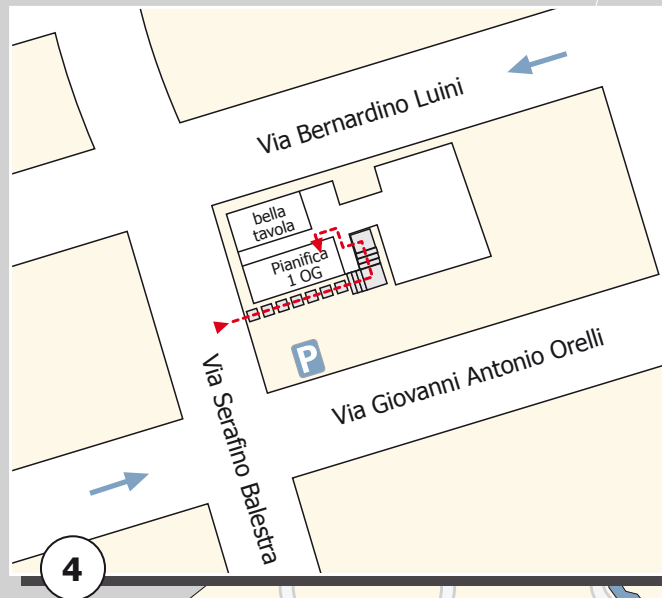 Via Bernardino Luini
bella
tavola
Pianifica
1 OG
P
Via Giovanni Antonio Orelli
Via Serafino Balestra
4